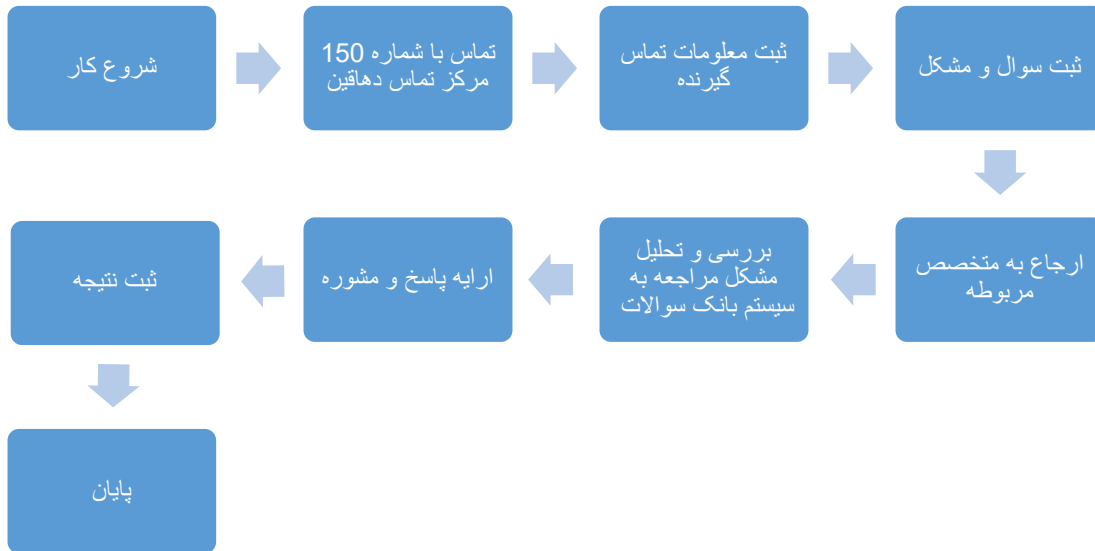 شروع کار
تماس با شماره 150
مرکز تماس دهاقین
ثبت معلومات تماس
گیرنده
ثبت سوال و مشکل
ارجاع به متخصص
مربوطه
بررسی و تحلیل
مشکل مراجعه به
سیستم بانک سوالات
ارایه پاسخ و مشوره
ثبت نتیجه
پایان